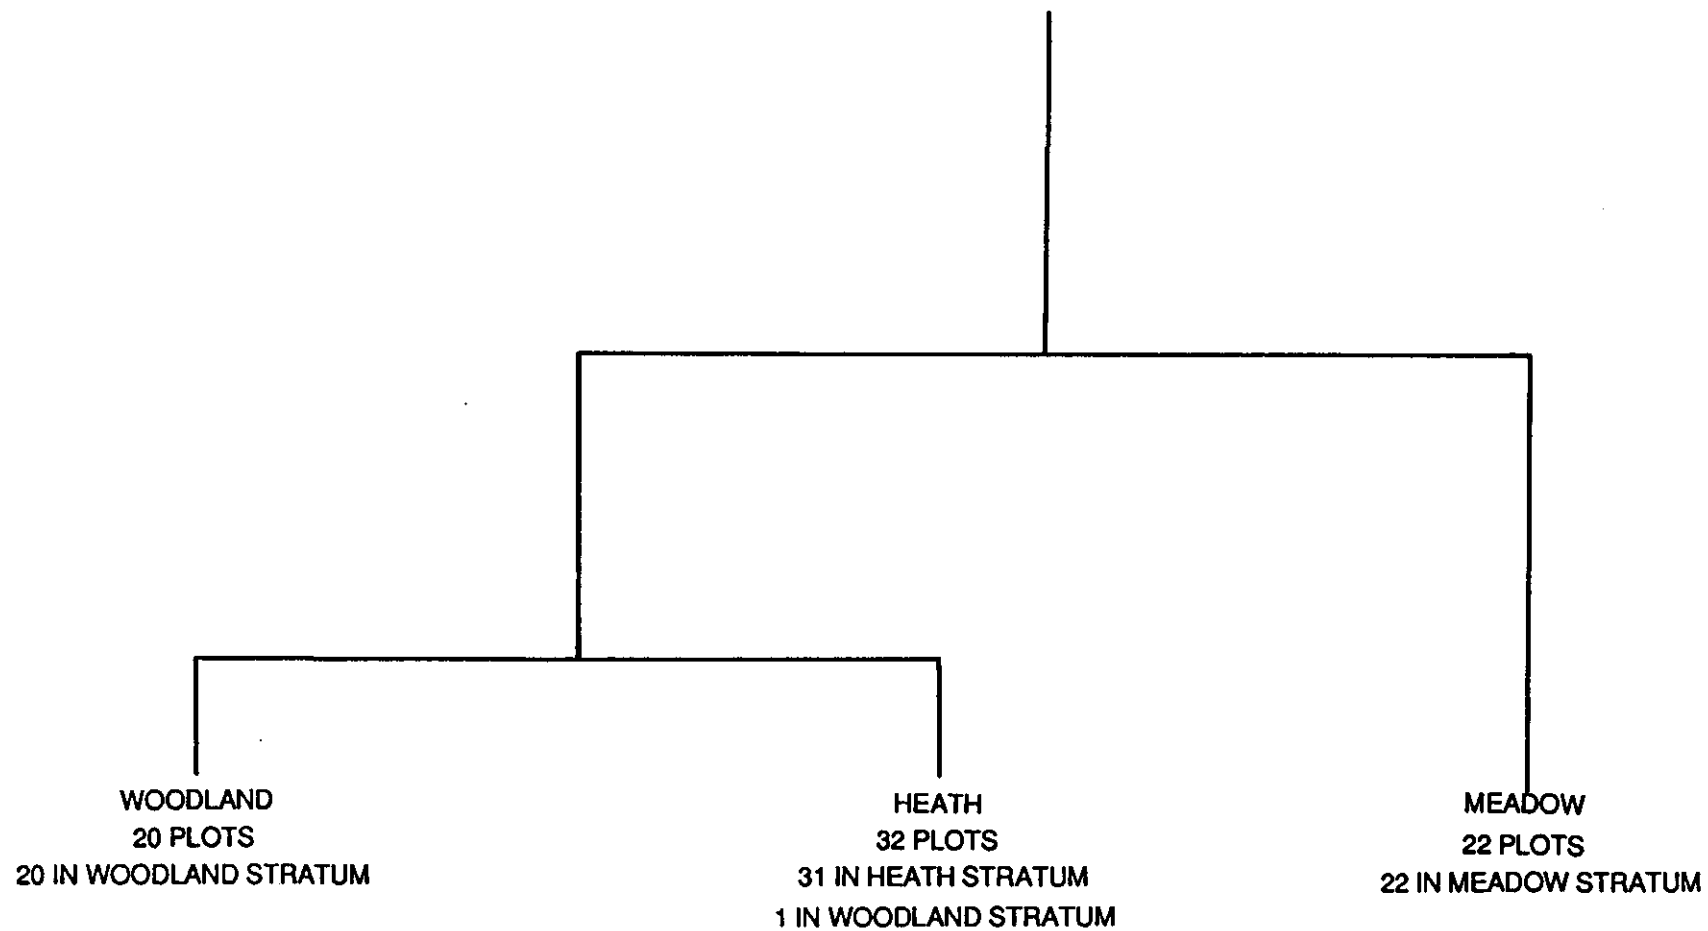 WOODLAND
20 PLOTS
20 IN WOODLAND STRATUM
HEATH
32 PLOTS
31 IN HEATH STRATUM
1 IN WOODLAND STRATUM
MEADOW
22 PLOTS
22 IN MEADOW STRATUM